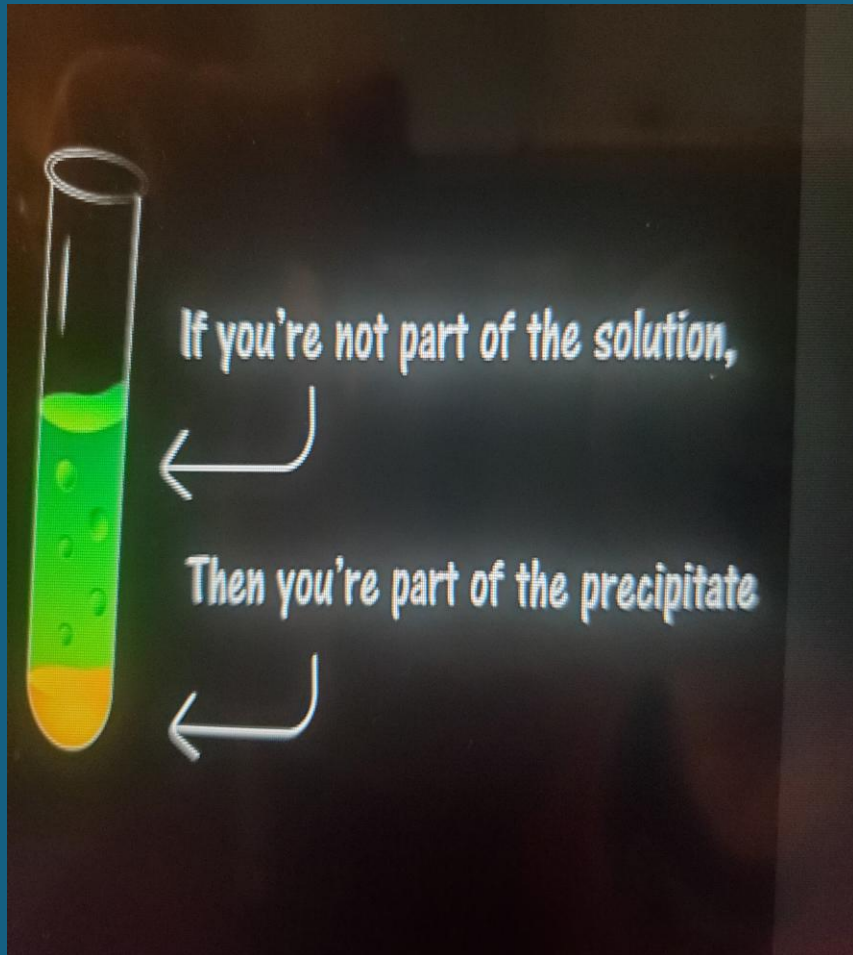 If you're not part of the solution,
Then you're part of the precipitate